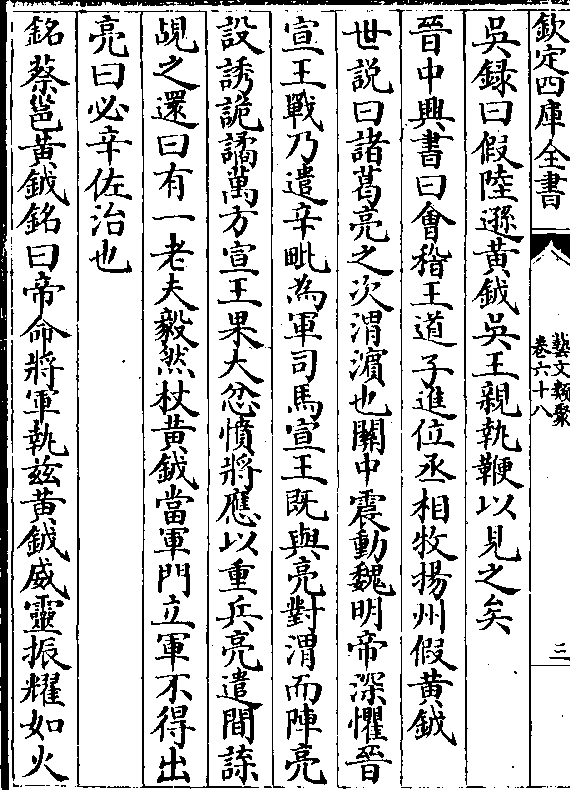 欽定四庫全書
藝文類聚
卷六十八
三
吳録曰假陸遜黄鉞吳王親執鞭以見之矣
晉中興書曰會稽王道子進位丞相牧揚州假黄鉞
世説曰諸葛亮之次渭濵也關中震動魏明帝深懼晉
宣王戰乃遣辛毗為軍司馬宣王既與亮對渭而陣亮
設誘詭譎萬方宣王果大忿憤將應以重兵亮遣間諜
覘之還曰有一老夫毅然杖黄鉞當軍門立軍不得出
亮曰必辛佐治也
銘蔡邕黄鉞銘曰帝命將軍執兹黄鉞威靈振耀如火